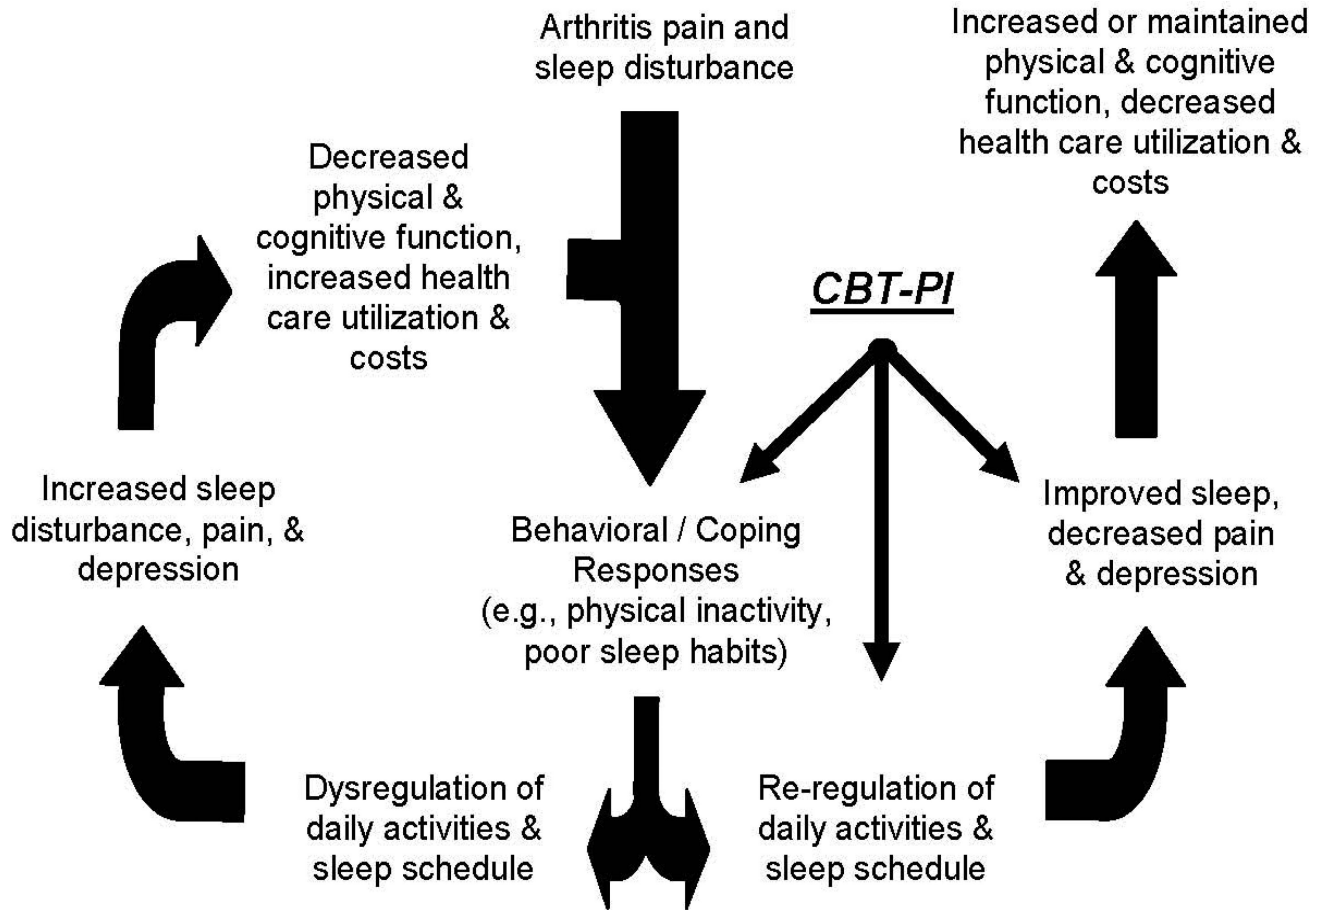 Arthritis pain and
sleep disturbance
Increased or maintained
physical & cognitive
function, decreased
health care utilization &
costs
Decreased
physical &
cognitive function,
increased health
care utilization &
costs
CBT-PI
Increased sleep
disturbance, pain, &
depression
Behavioral / Coping
Responses
(e.g., physical inactivity,
poor sleep habits)
Improved sleep,
decreased pain
& depression
Dysregulation of
daily activities &
sleep schedule
Re-regulation of
daily activities &
sleep schedule